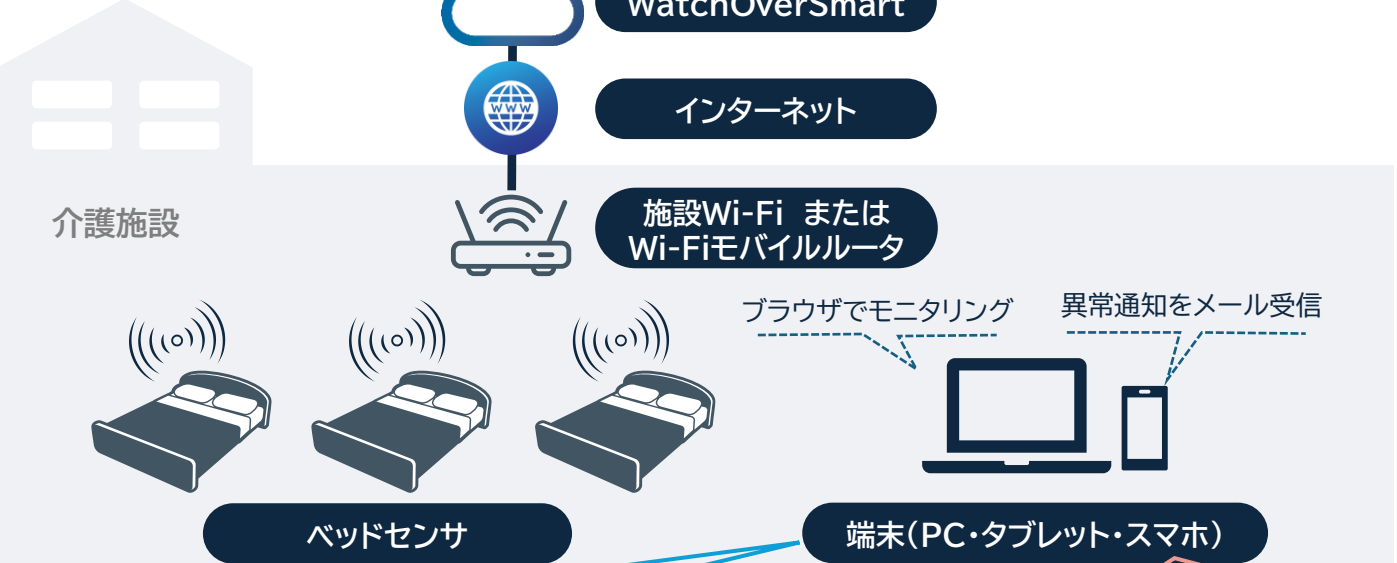 WatchOverSmart
インターネット
介護施設
施設Wi-Fi または
Wi-Fiモバイルルータ
ブラウザでモニタリング
異常通知をメール受信
ベッドセンサ
端末(PC・タブレット・スマホ)
WWW